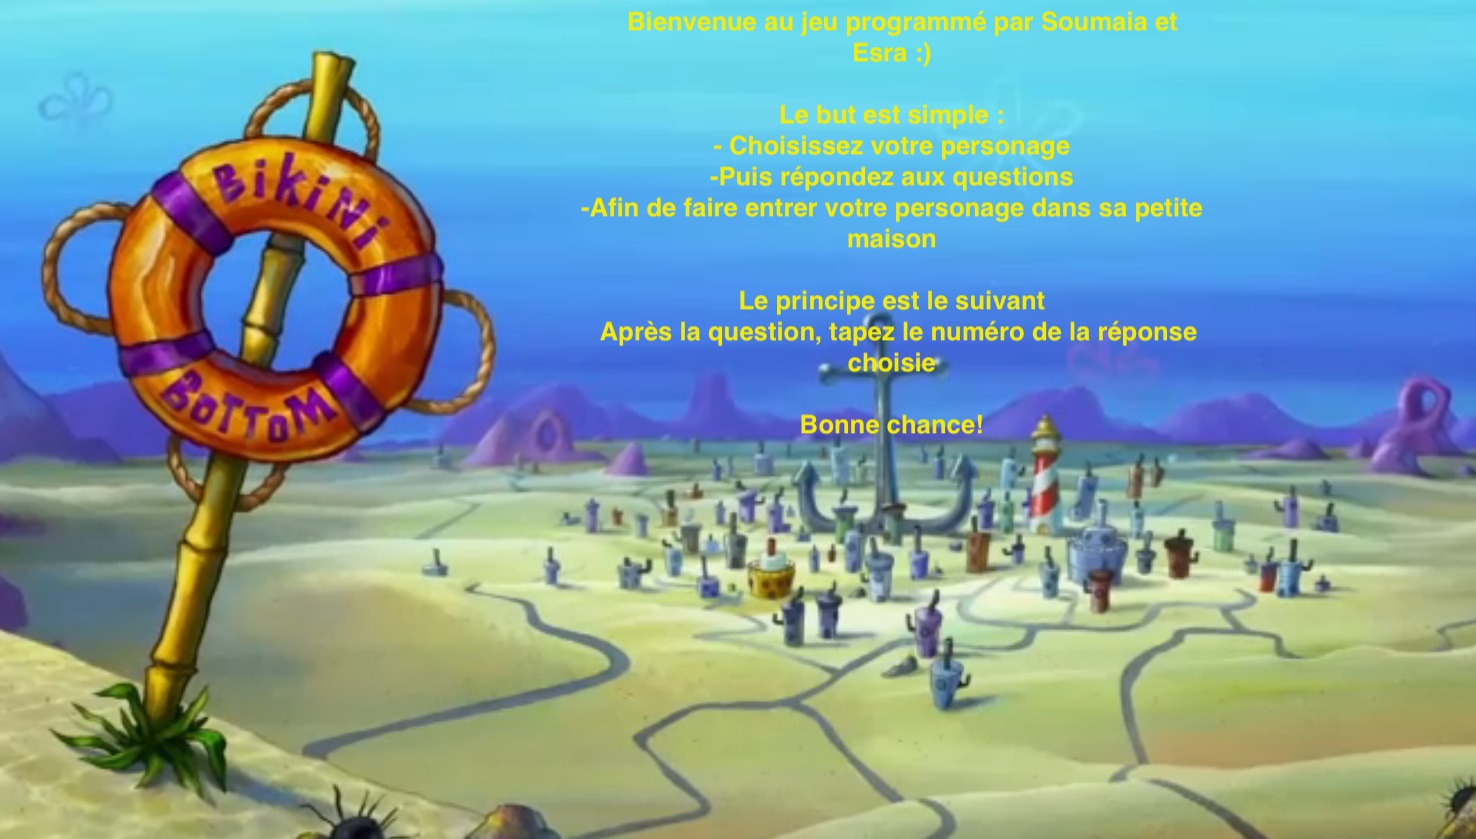 Bienvenue au jeu programmé par Soumaia et
Esra :)
Le but est simple :
- Choisissez votre personage
-Puis répondez aux questions
-Afin de faire entrer votre personage dans sa petite
maison
Le principe est le suivant
Après la question, tapez le numéro de la réponse
choisie
Bonne chance!
BiKiNi
BOTTOM